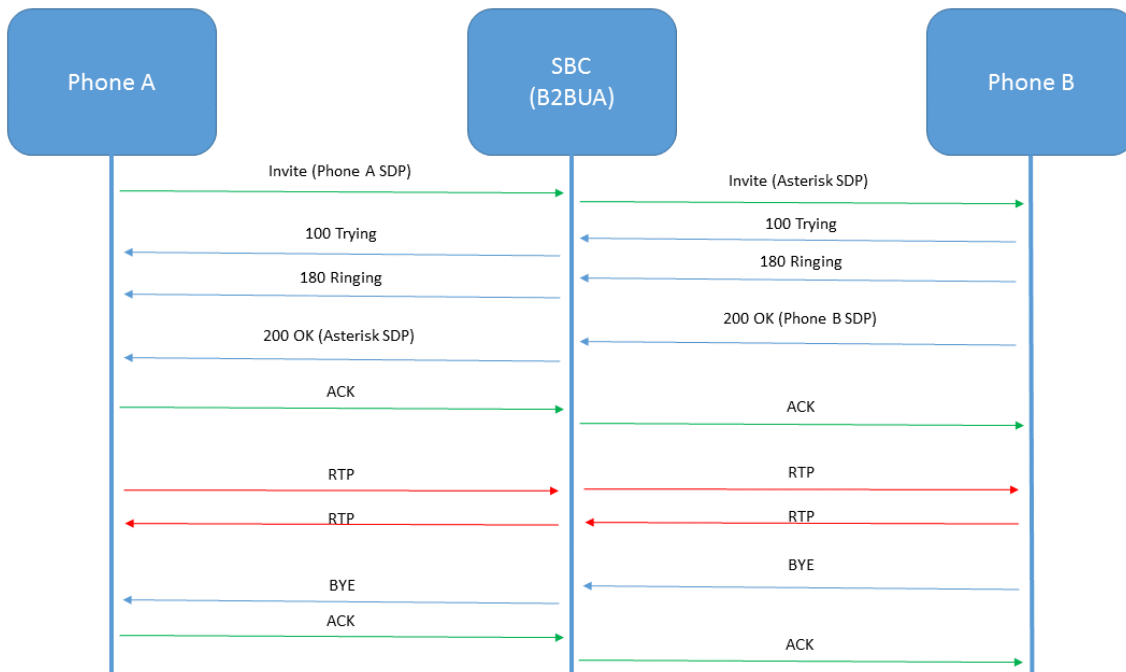 Phone A
SBC
(B2BUA)
Phone B
Invite (Phone A SDP)
Invite (Asterisk SDP)
100 Trying
100 Trying
180 Ringing
180 Ringing
200 OK (Asterisk SDP)
200 OK (Phone B SDP)
ACK
ACK
RTP
RTP
RTP
RTP
BYE
BYE
ACK
ACK